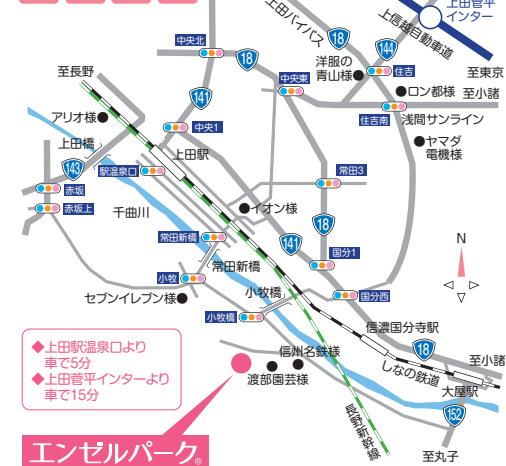 上田バイパス
18
144
上信越自動車道
上田菅平
インター
中央北
18
洋服の
青山様
住吉
至東京
至長野
中央東
ロン都様
至小諸
141
アリオ様
中央1
住吉南
浅間サンライン
上田橋
上田駅
ヤマダ
電機様
143
駅温泉口
常田3
赤坂
赤坂上
千曲川
イオン様
18
N
常田新橋
141
国分1
常田新橋
小牧
小牧橋
セブンイレブン様
国分西
小牧橋
信濃国分寺駅
◆上田駅温泉口より
車で5分
◆上田菅平インターより
車で15分
信州名鉄様
18
至小諸
渡部園芸様
しなの鉄道
大屋駅
長野新幹線
152
エンゼルパーク®
至丸子